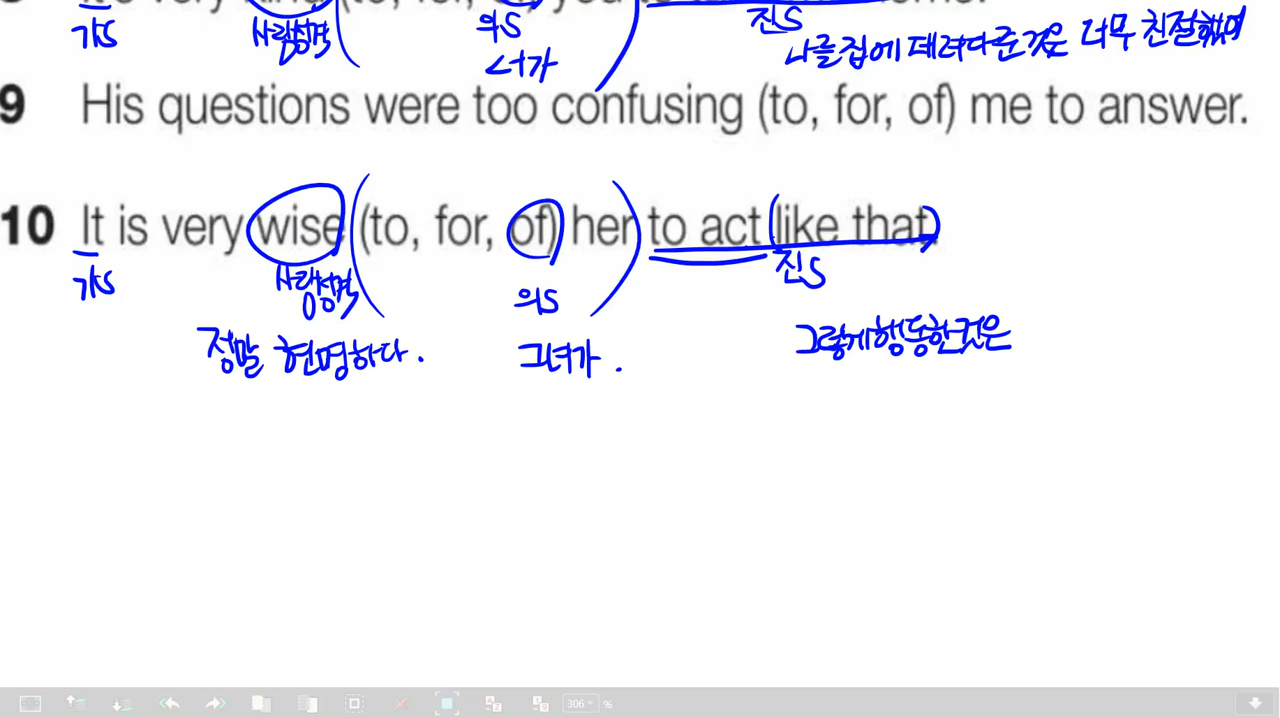 가S 사람성격 의S 진S
너가 나를집에 데려다준것은 너무 친절했어
9 His questions were too confusing (to, for, of) me to answer.
10 It is very wise (to, for, of) her to act (like that)
가S 사람성격 의S 진S
정말 현명하다. 그녀가. 그렇게행동한것은
306 %